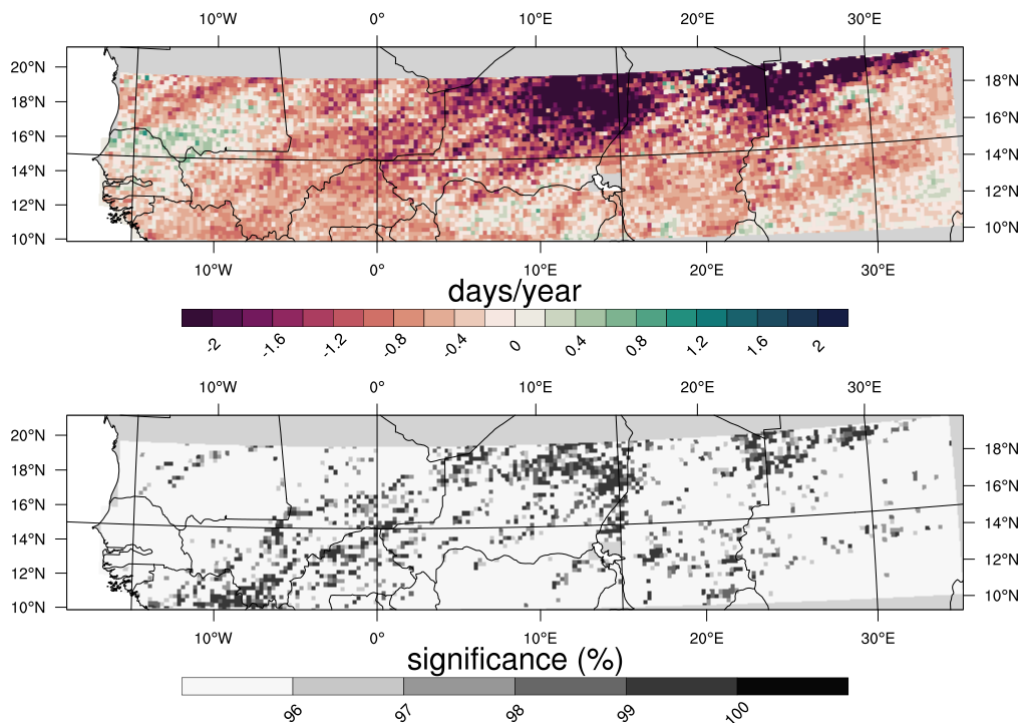 10°W 0° 10°E 20°E 30°E
20°N 18°N
18°N 16°N
16°N 14°N
14°N 12°N
12°N 10°N
10°N
10°W 0° 10°E 20°E 30°E
days/year
-2 -1.6 -1.2 -0.8 -0.4 0 0.4 0.8 1.2 1.6 2
10°W 0° 10°E 20°E 30°E
20°N 18°N
18°N 16°N
16°N 14°N
14°N 12°N
12°N 10°N
10°N
10°W 0° 10°E 20°E 30°E
significance (%)
96 97 98 99 100